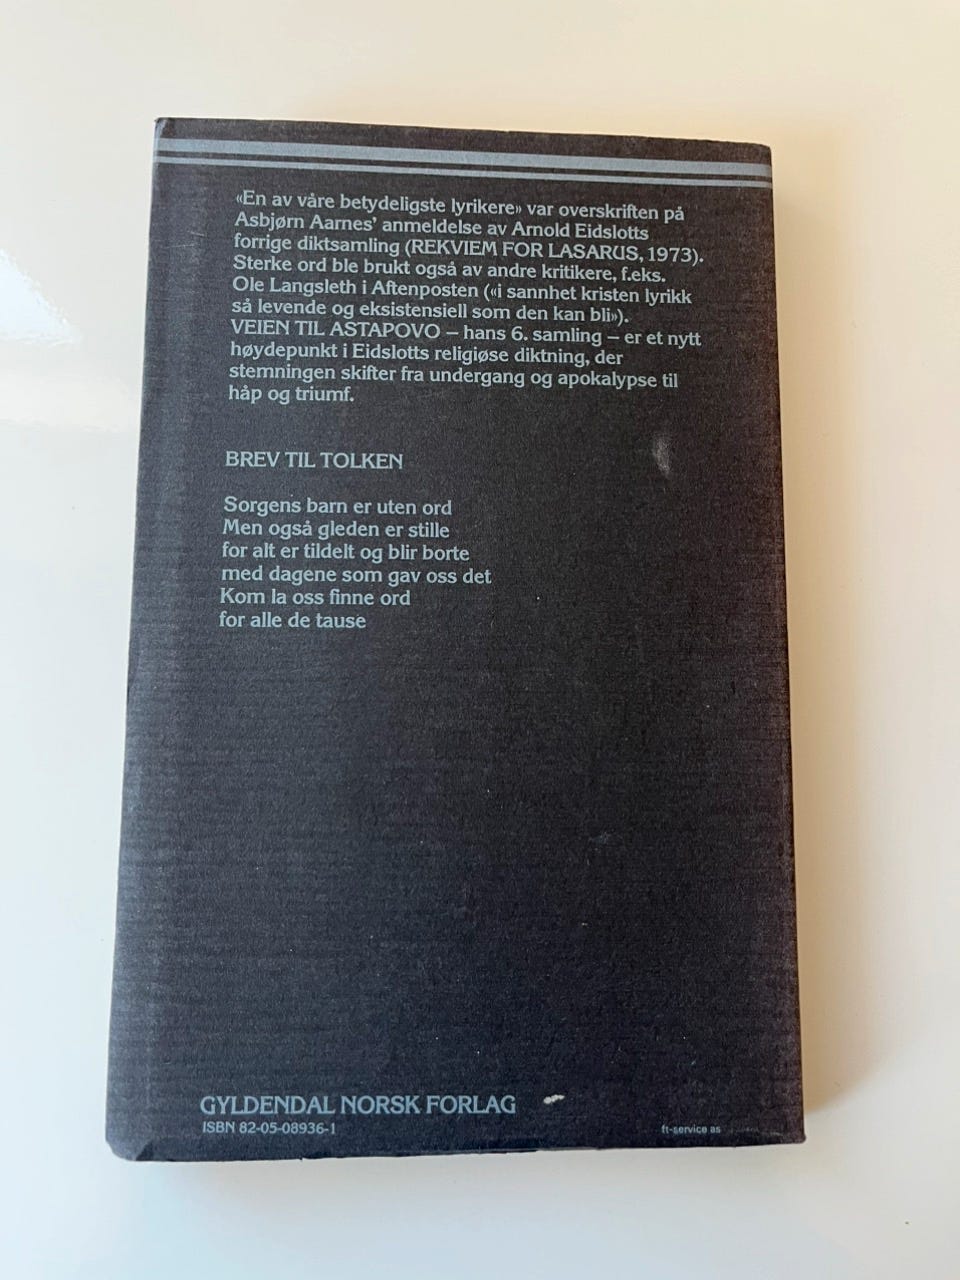 «En av våre betydeligste lyrikere» var overskriften på
Asbjørn Aarnes’ anmeldelse av Arnold Eidslotts
forrige diktsamling (REKVIEM FOR LASARUS, 1973).
Sterke ord ble brukt også av andre kritikere, f.eks.
Ole Langsleth i Aftenposten («i sannhet kristen lyrikk
så levende og eksistensiell som den kan bli»).
VEIEN TIL ASTAPOVO – hans 6. samling – er et nytt
høydepunkt i Eidslotts religiøse diktning, der
stemningen skifter fra undergang og apokalypse til
håp og triumf.
BREV TIL TOLKEN
Sorgens barn er uten ord
Men også gleden er stille
for alt er tildelt og blir borte
med dagene som gav oss det
Kom la oss finne ord
for alle de tause
GYLDENDAL NORSK FORLAG
ISBN 82-05-08936-1
ft-service as